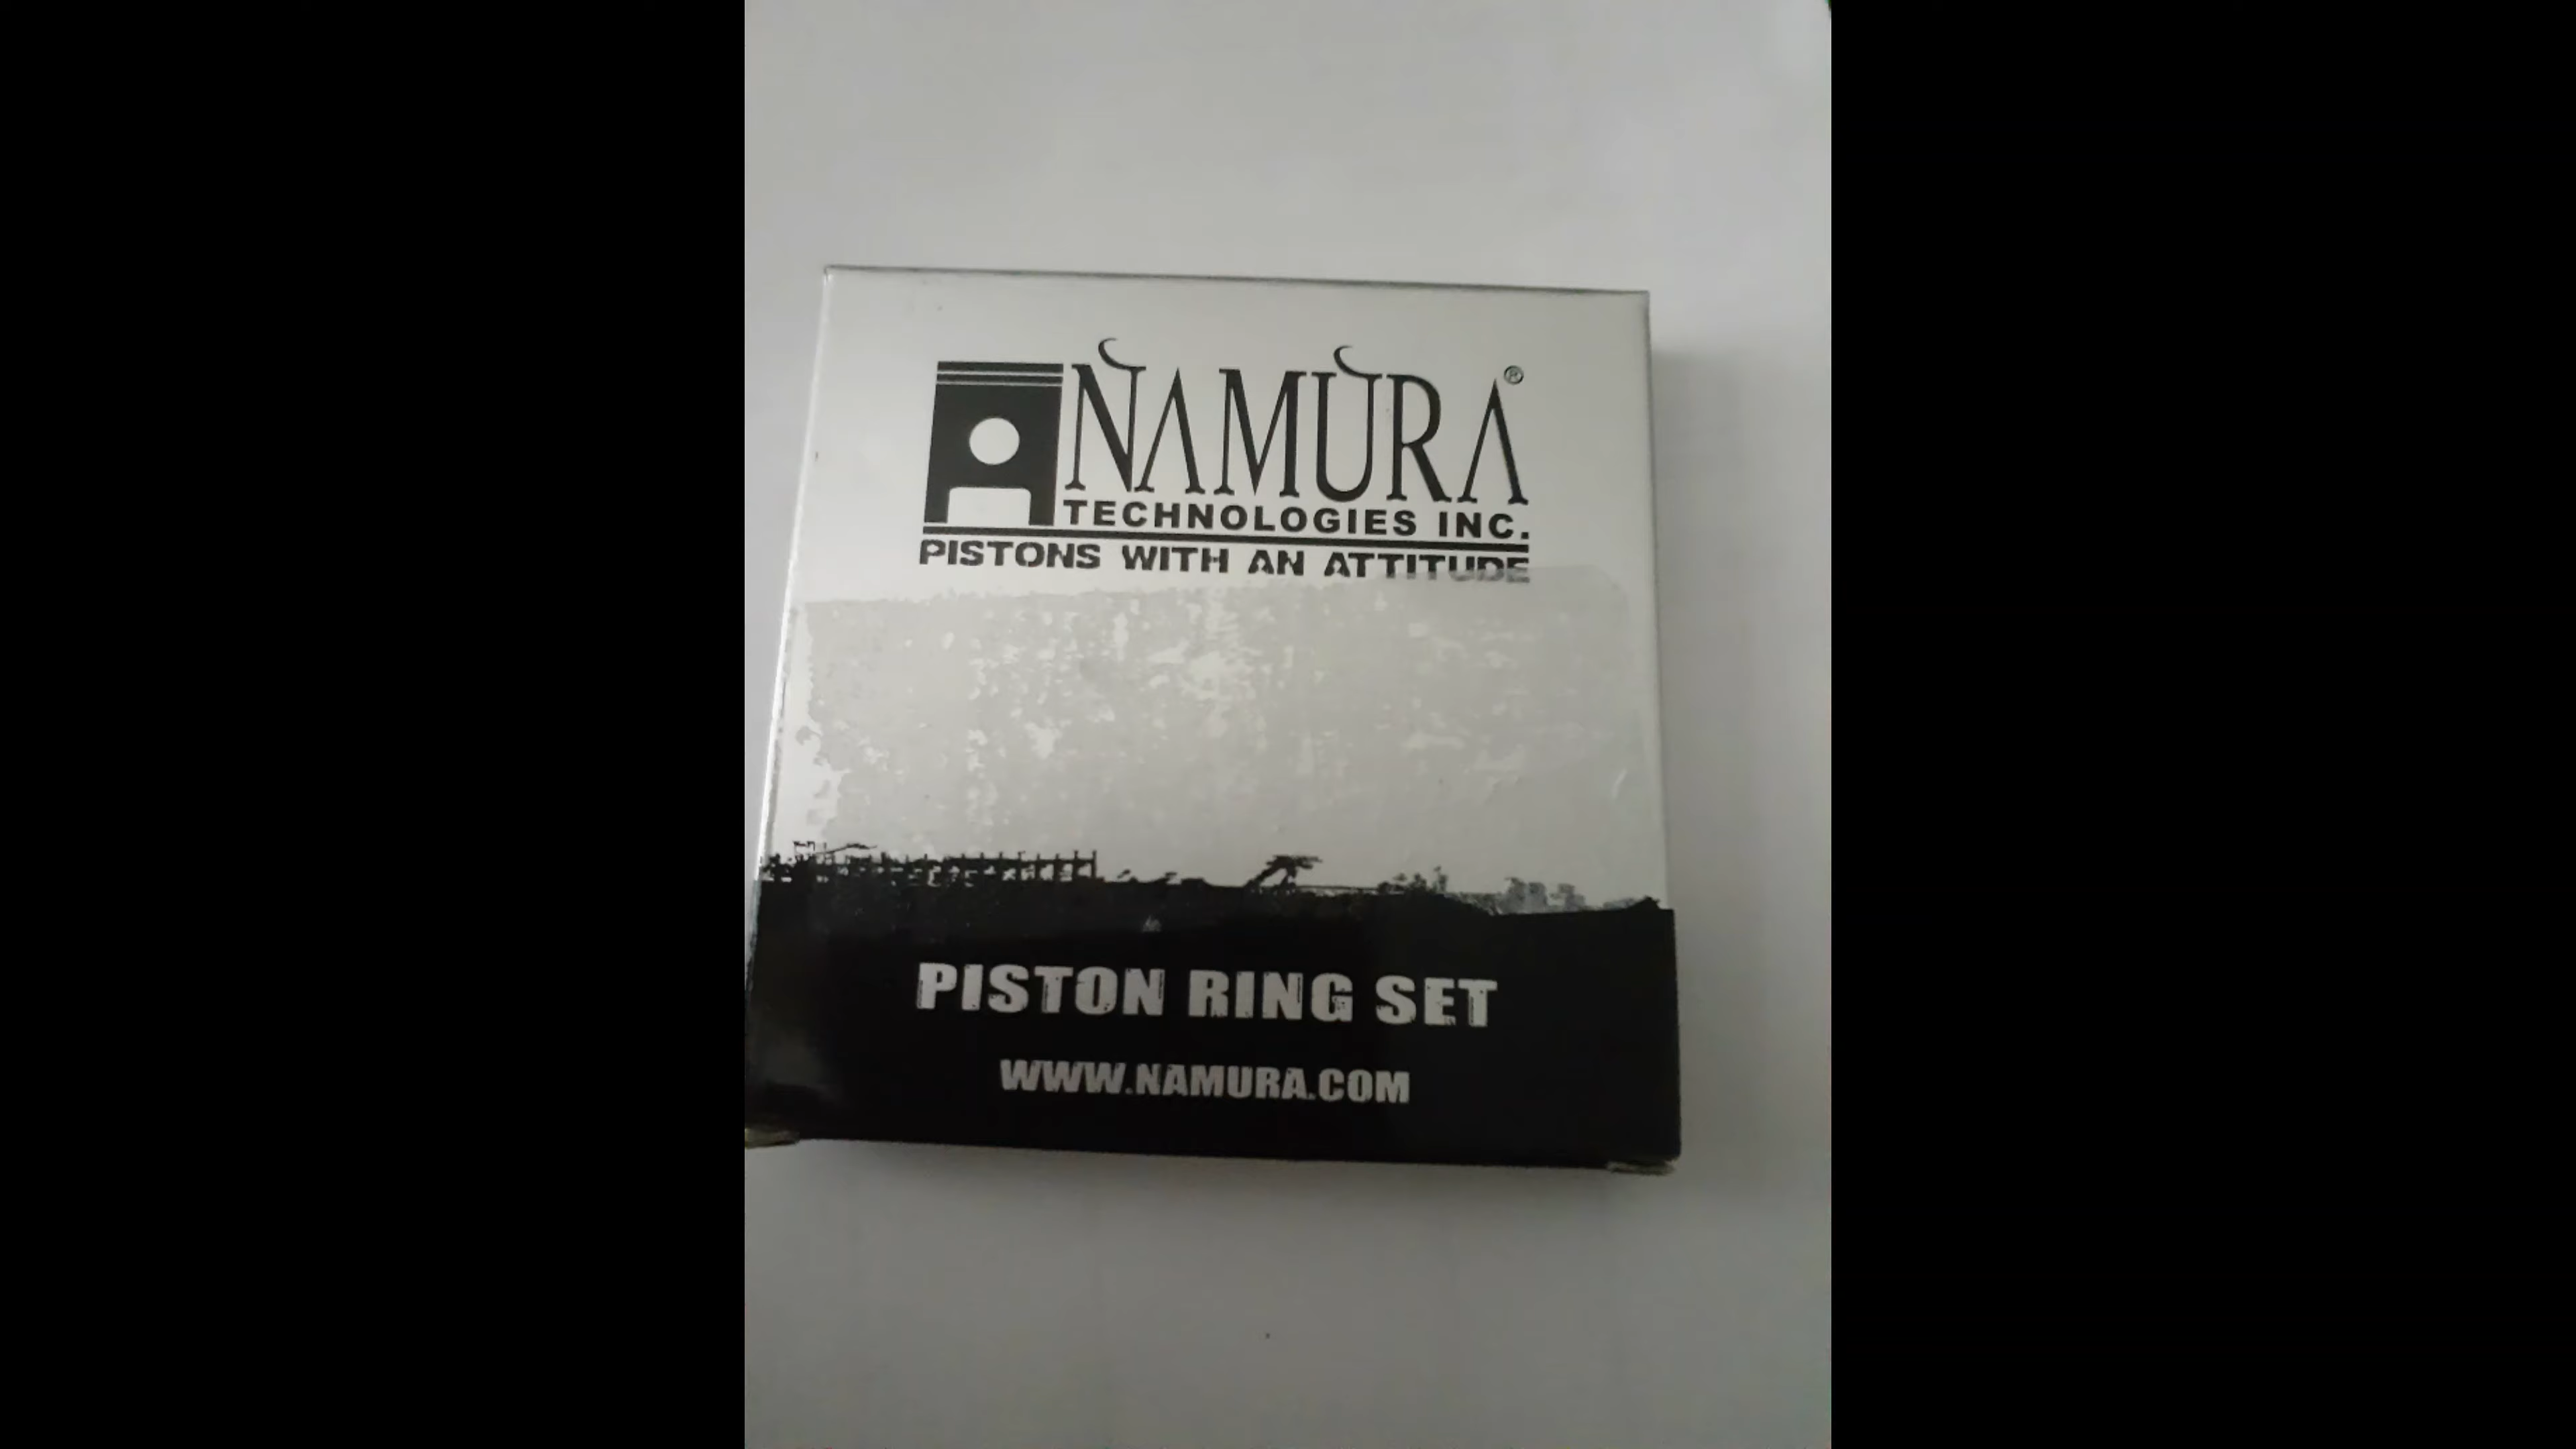 NAMURA®
TECHNOLOGIES INC.
PISTONS WITH AN ATTITUDE
PISTON RING SET
WWW.NAMURA.COM